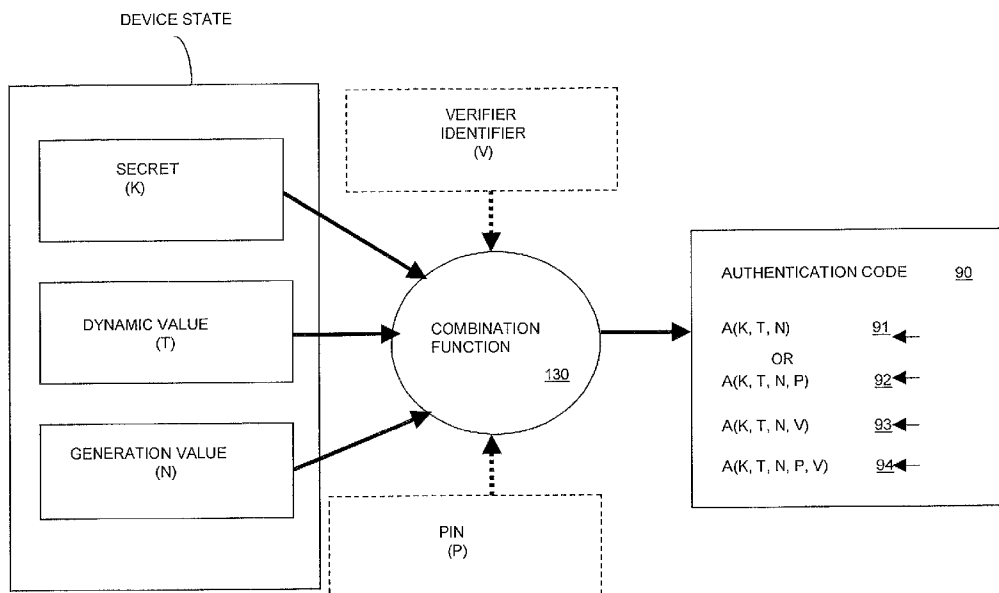 DEVICE STATE
SECRET
(K)
DYNAMIC VALUE
(T)
GENERATION VALUE
(N)
VERIFIER
IDENTIFIER
(V)
COMBINATION
FUNCTION
130
PIN
(P)
AUTHENTICATION CODE 90
A(K, T, N) 91
OR
A(K, T, N, P) 92
A(K, T, N, V) 93
A(K, T, N, P, V) 94